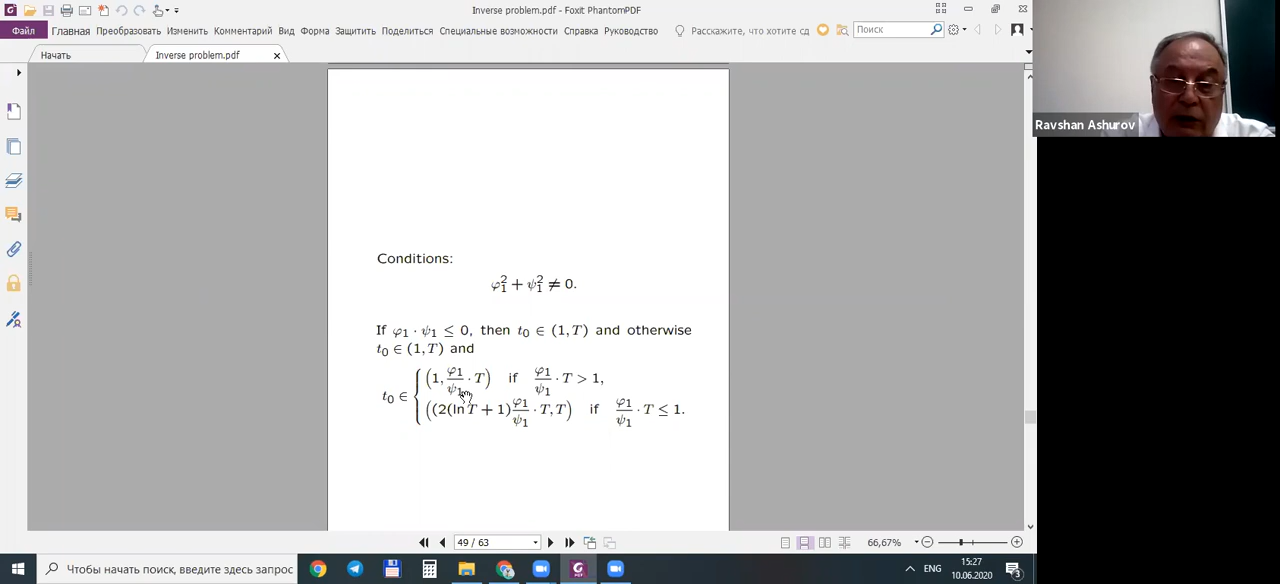 Inverse problem.pdf - Foxit PhantomPDF
Файл Главная Преобразовать Изменить Комментарий Вид Форма Защитить Поделиться Специальные возможности Справка Руководство Расскажите, что хотите сд Поиск
Начать Inverse problem.pdf
Ravshan Ashurov
Conditions:
φ₁² + ψ₁² ≠ 0.
If φ₁ · ψ₁ ≤ 0, then t₀ ∈ (1, T) and otherwise
t₀ ∈ (1, T) and
t₀ ∈ { (1, φ₁/ψ₁ · T) if φ₁/ψ₁ · T > 1,
((2(ln T + 1) φ₁/ψ₁ · T, T) if φ₁/ψ₁ · T ≤ 1.
49 / 63 66,67%
Чтобы начать поиск, введите здесь запрос ENG 15:27
10.06.2020 3